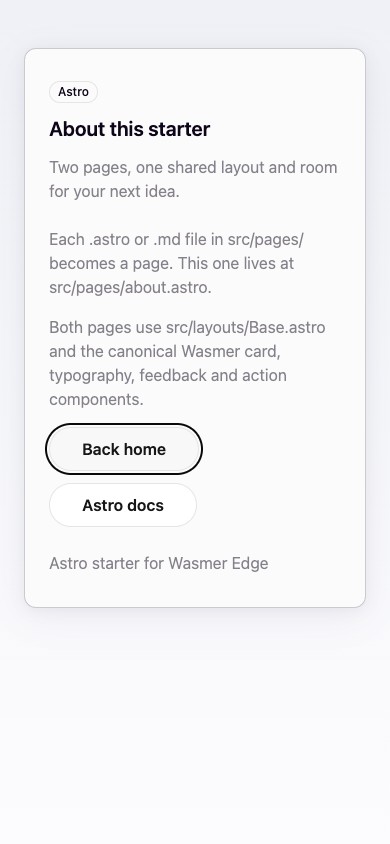 Astro
About this starter
Two pages, one shared layout and room
for your next idea.
Each .astro or .md file in src/pages/
becomes a page. This one lives at
src/pages/about.astro.
Both pages use src/layouts/Base.astro
and the canonical Wasmer card,
typography, feedback and action
components.
Back home
Astro docs
Astro starter for Wasmer Edge